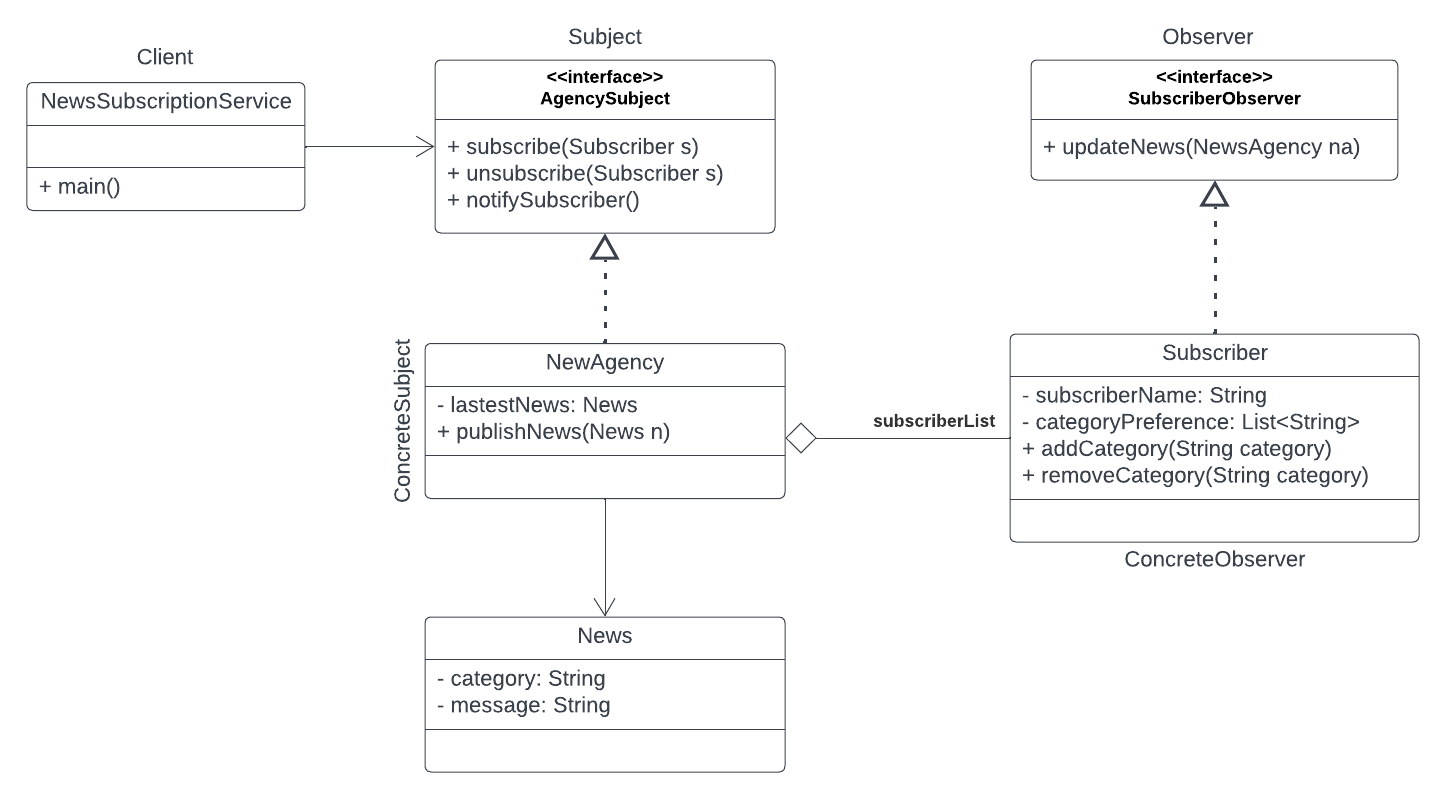 Client
NewsSubscriptionService
+ main()
Subject
<<interface>>
AgencySubject
+ subscribe(Subscriber s)
+ unsubscribe(Subscriber s)
+ notifySubscriber()
Observer
<<interface>>
SubscriberObserver
+ updateNews(NewsAgency na)
ConcreteSubject
NewAgency
- lastestNews: News
+ publishNews(News n)
subscriberList
Subscriber
- subscriberName: String
- categoryPreference: List<String>
+ addCategory(String category)
+ removeCategory(String category)
ConcreteObserver
News
- category: String
- message: String